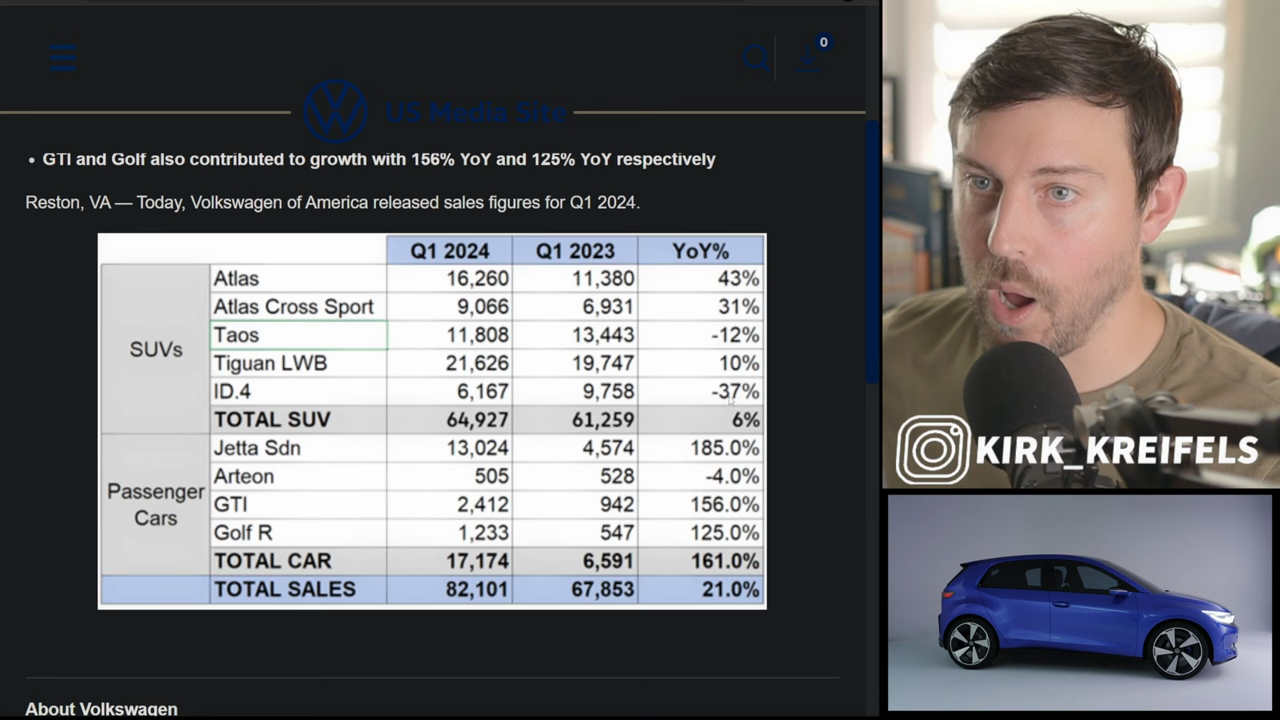 0
US Media Site
• GTI and Golf also contributed to growth with 156% YoY and 125% YoY respectively
Reston, VA — Today, Volkswagen of America released sales figures for Q1 2024.
Q1 2024 Q1 2023 YoY%
SUVs
Atlas 16,260 11,380 43%
Atlas Cross Sport 9,066 6,931 31%
Taos 11,808 13,443 -12%
Tiguan LWB 21,626 19,747 10%
ID.4 6,167 9,758 -37%
TOTAL SUV 64,927 61,259 6%
Passenger Cars
Jetta Sdn 13,024 4,574 185.0%
Arteon 505 528 -4.0%
GTI 2,412 942 156.0%
Golf R 1,233 547 125.0%
TOTAL CAR 17,174 6,591 161.0%
TOTAL SALES 82,101 67,853 21.0%
About Volkswagen
KIRK_KREIFELS